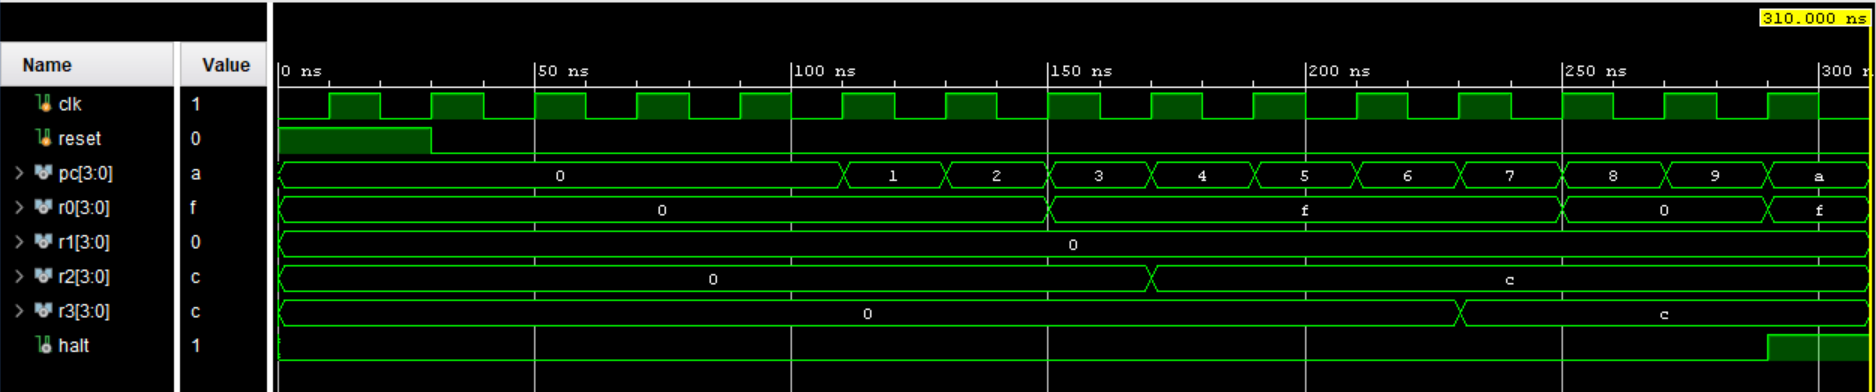 310.000 ns
Name Value
0 ns 50 ns 100 ns 150 ns 200 ns 250 ns 300 n
clk 1
reset 0
pc[3:0] a 0 1 2 3 4 5 6 7 8 9 a
r0[3:0] f 0 f 0 f
r1[3:0] 0 0
r2[3:0] c 0 c
r3[3:0] c 0 c
halt 1